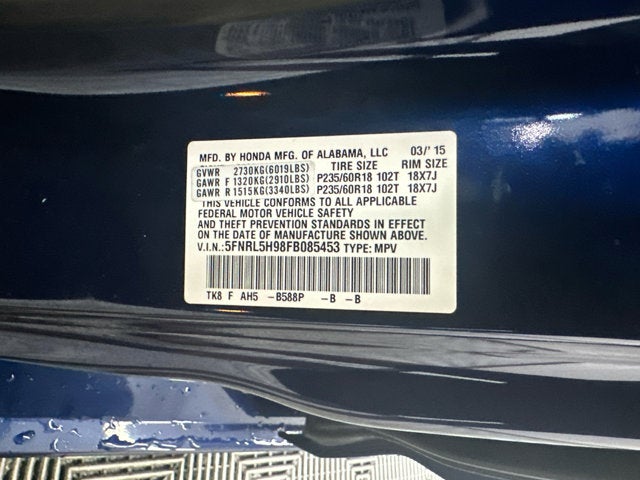 MFD. BY HONDA MFG. OF ALABAMA, LLC 03/'15
TIRE SIZE RIM SIZE
GVWR 2730KG(6019LBS)
GAWR F 1320KG(2910LBS) P235/60R18 102T 18X7J
GAWR R 1515KG(3340LBS) P235/60R18 102T 18X7J
THIS VEHICLE CONFORMS TO ALL APPLICABLE
FEDERAL MOTOR VEHICLE SAFETY
AND THEFT PREVENTION STANDARDS IN EFFECT
ON THE DATE OF MANUFACTURE SHOWN ABOVE.
V.I.N.: 5FNRL5H98FB085453 TYPE: MPV
TK8 F AH5 -B588P -B -B